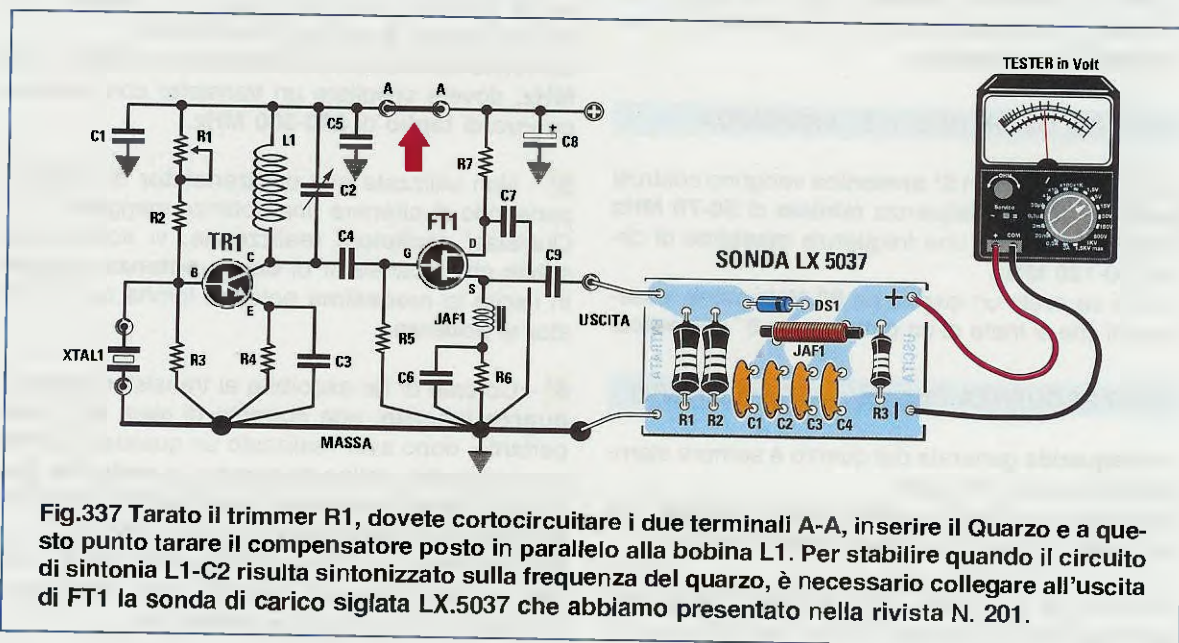 TESTER in Volt
A A
C1
R1
L1
C5
C8
R7
C2
C7
R2
TR1
C4
FT1
D
G
S
C9
SONDA LX 5037
B
C
E
DS1
USCITA
ENTRATA
JAF1
USCITA
JAF1
XTAL1
R3
R4
C3
R5
C6
R6
R1 R2
C1 C2 C3 C4
R3
MASSA
Fig.337 Tarato il trimmer R1, dovete cortocircuitare i due terminali A-A, inserire il Quarzo e a que-
sto punto tarare il compensatore posto in parallelo alla bobina L1. Per stabilire quando il circuito
di sintonia L1-C2 risulta sintonizzato sulla frequenza del quarzo, è necessario collegare all'uscita
di FT1 la sonda di carico siglata LX.5037 che abbiamo presentato nella rivista N. 201.